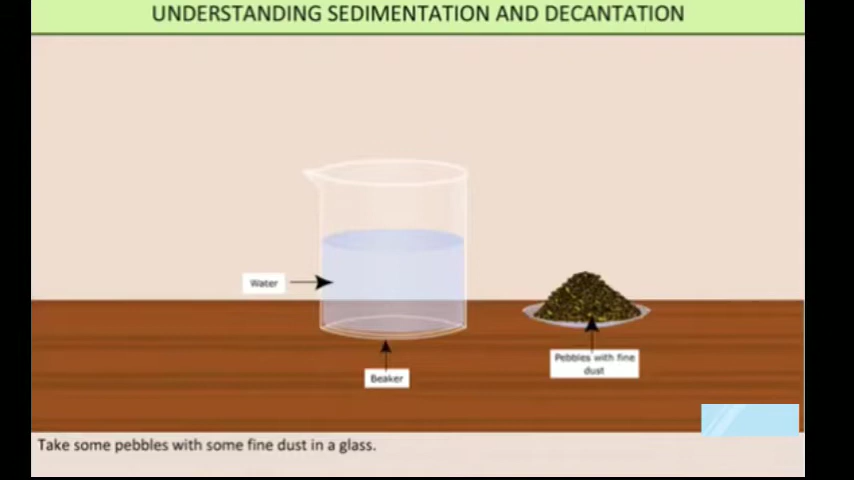 UNDERSTANDING SEDIMENTATION AND DECANTATION
Water
Pebbles with fine
dust
Beaker
Take some pebbles with some fine dust in a glass.